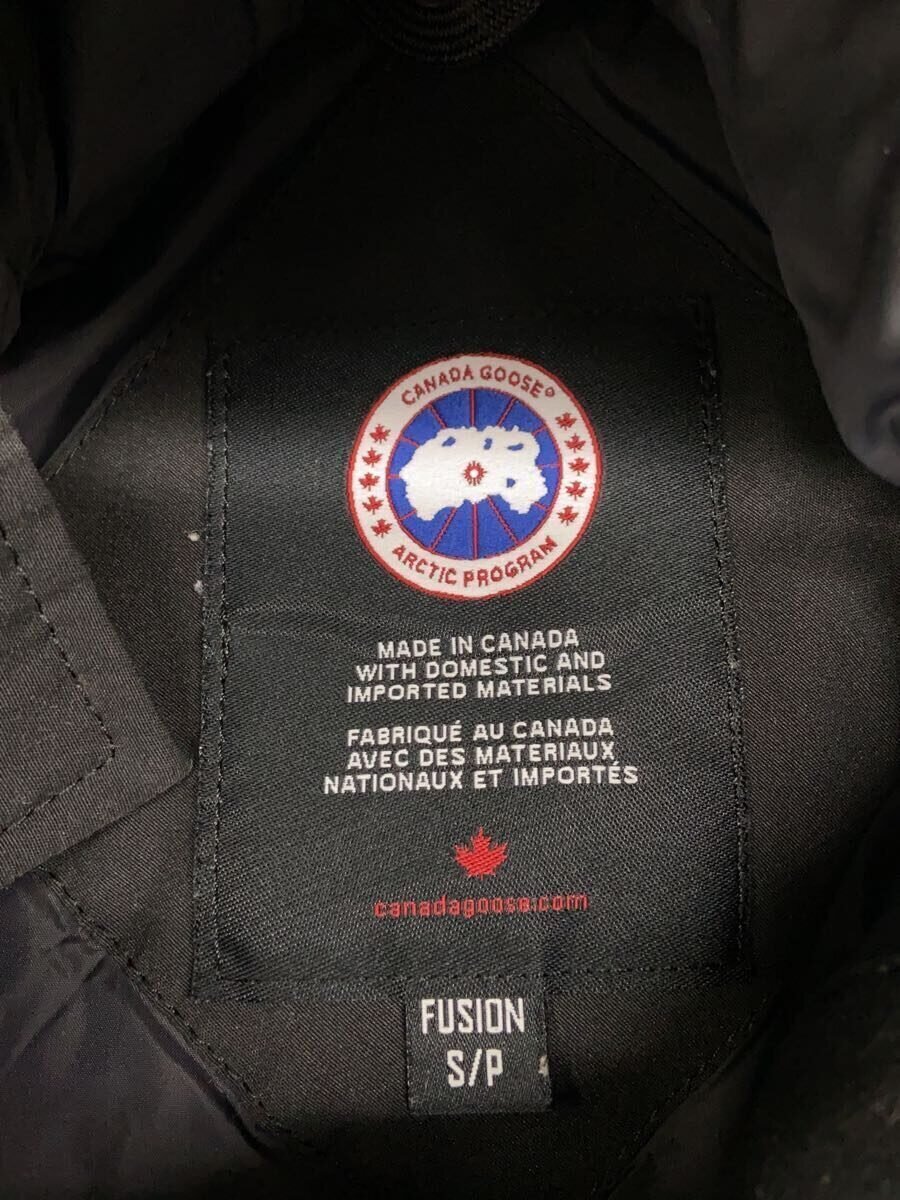 CANADA GOOSE®
ARCTIC PROGRAM
MADE IN CANADA
WITH DOMESTIC AND
IMPORTED MATERIALS
FABRIQUÉ AU CANADA
AVEC DES MATERIAUX
NATIONAUX ET IMPORTÉS
canadagoose.com
FUSION
S/P